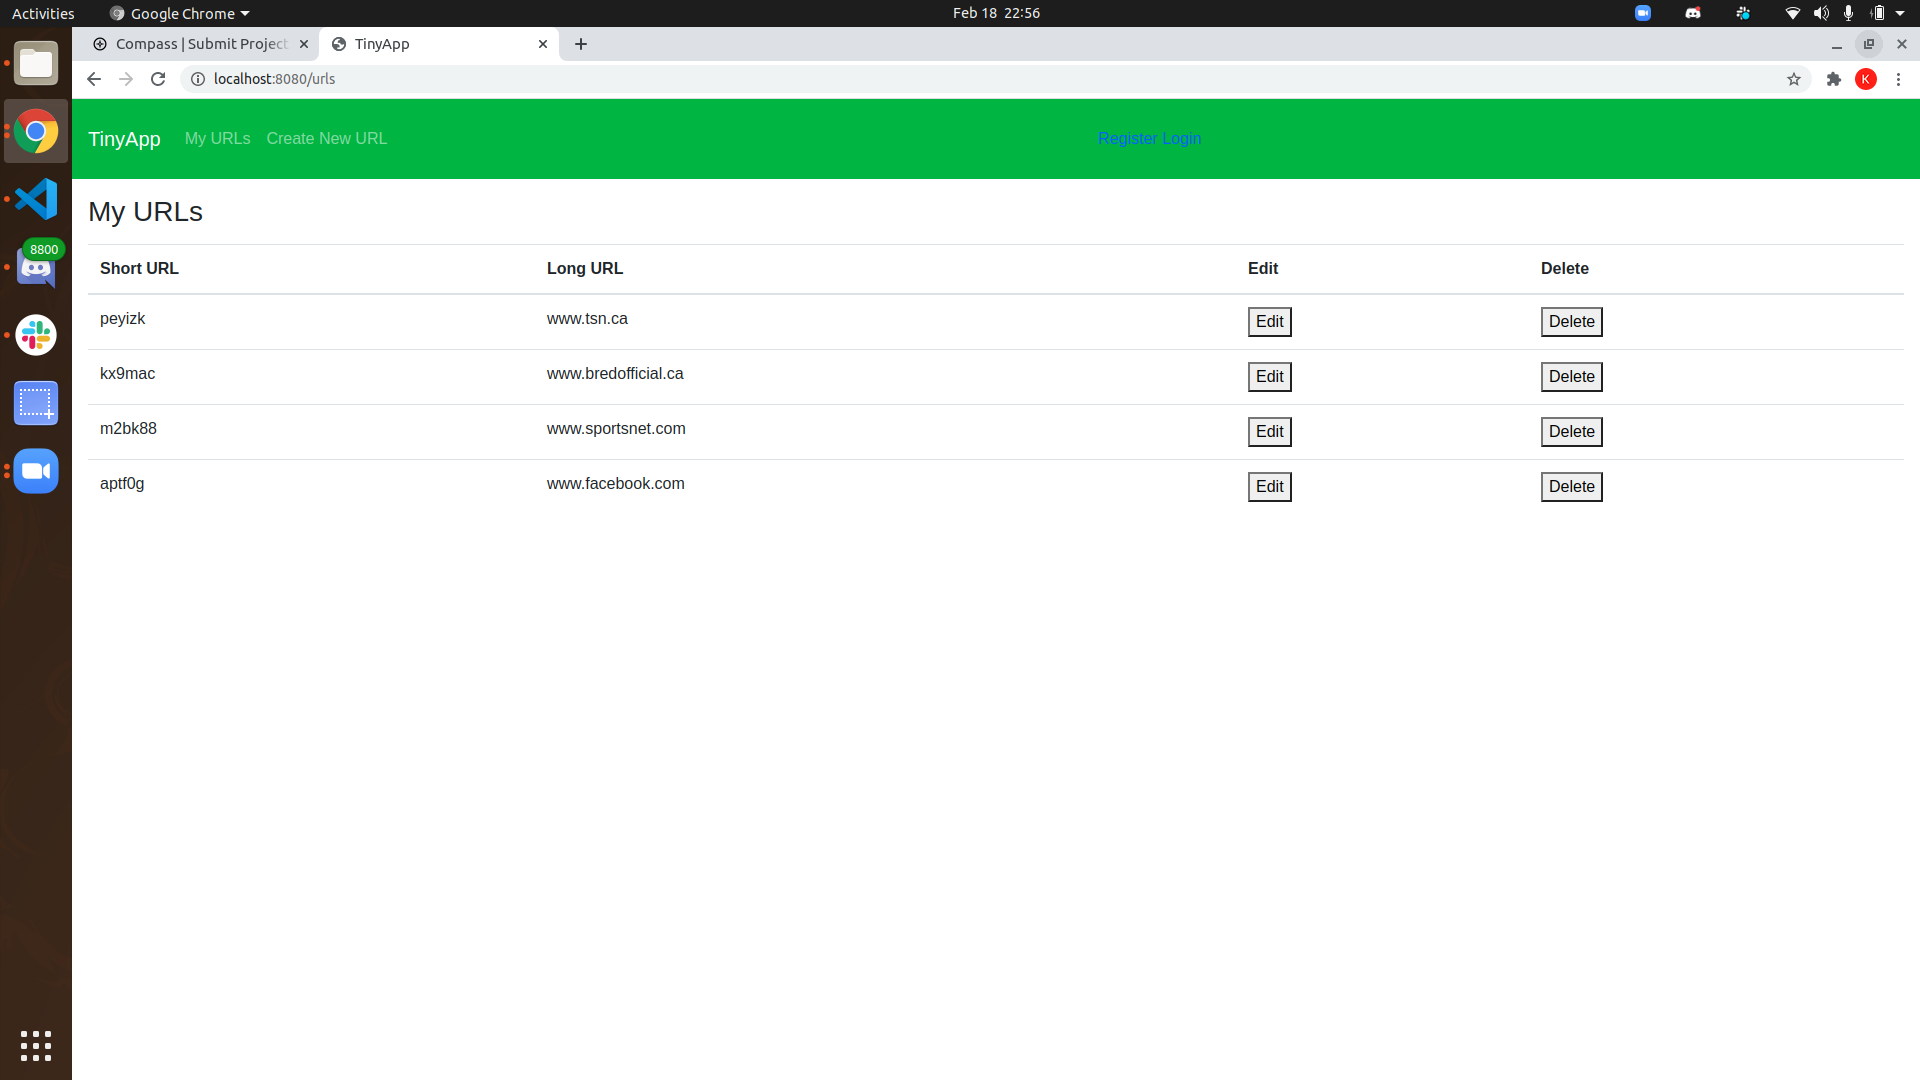 Activities Google Chrome Feb 18 22:56
Compass | Submit Project TinyApp
localhost:8080/urls K
TinyApp My URLs Create New URL Register Login
8800
My URLs
Short URL Long URL Edit Delete
peyizk www.tsn.ca Edit Delete
kx9mac www.bredofficial.ca Edit Delete
m2bk88 www.sportsnet.com Edit Delete
aptf0g www.facebook.com Edit Delete